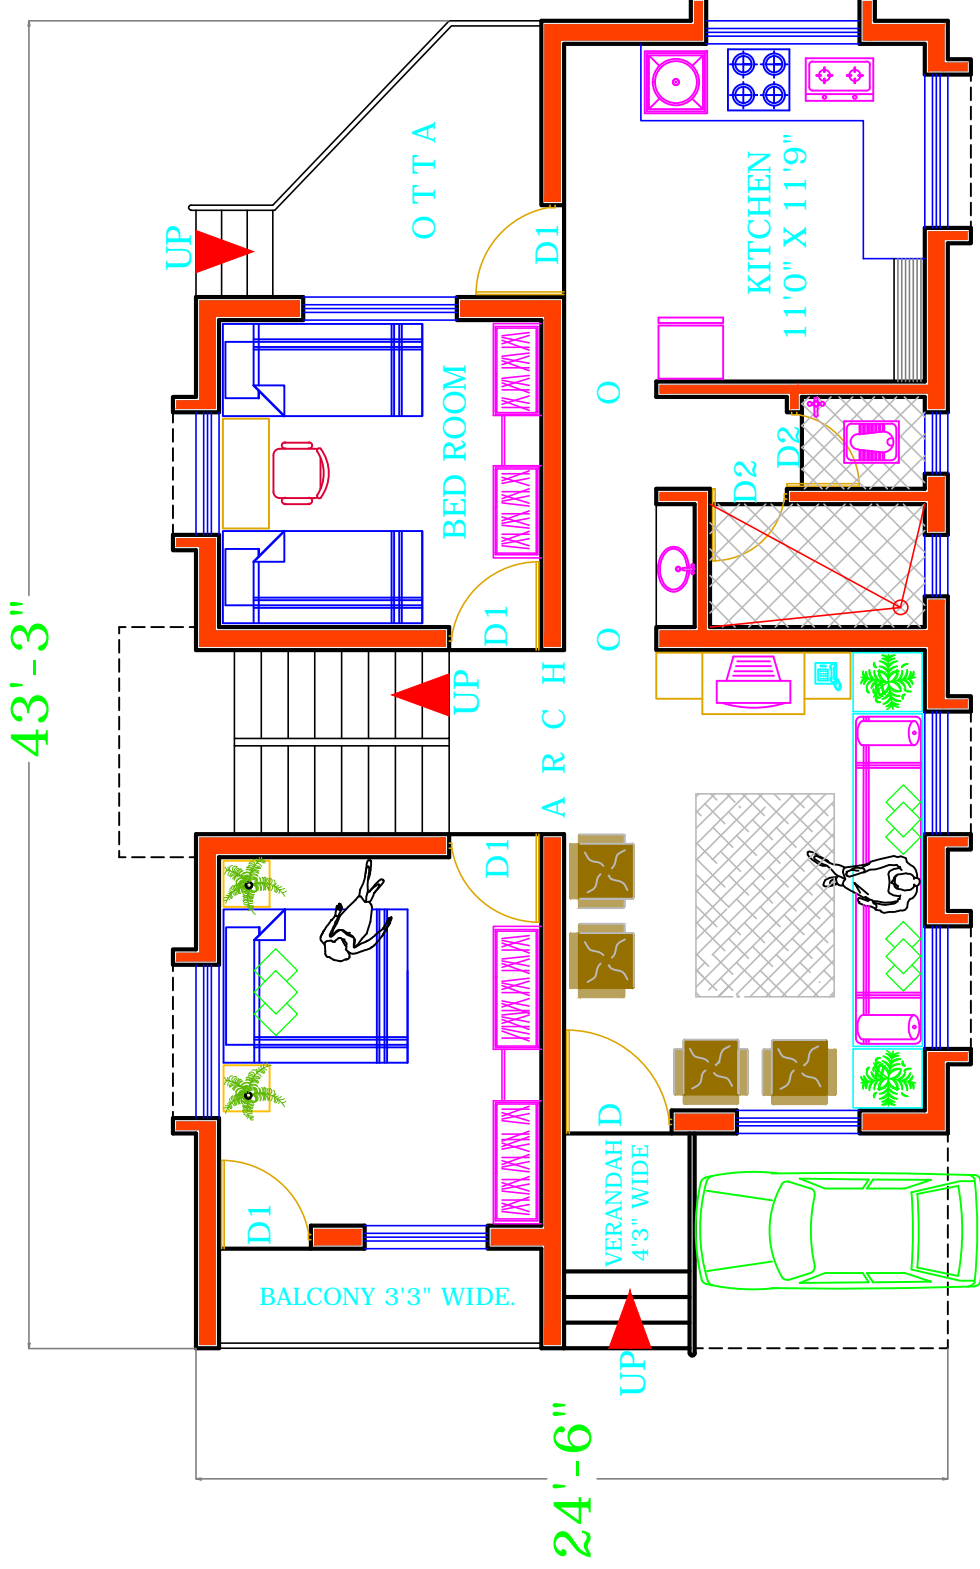 UP
O T T A
D1
KITCHEN
11'0" X 11'9"
BED ROOM
O
D2
D2
D1
O
43'-3"
UP
A R C H
D1
D
D1
VERANDAH
4'3" WIDE
BALCONY 3'3" WIDE.
UP
24'-6"